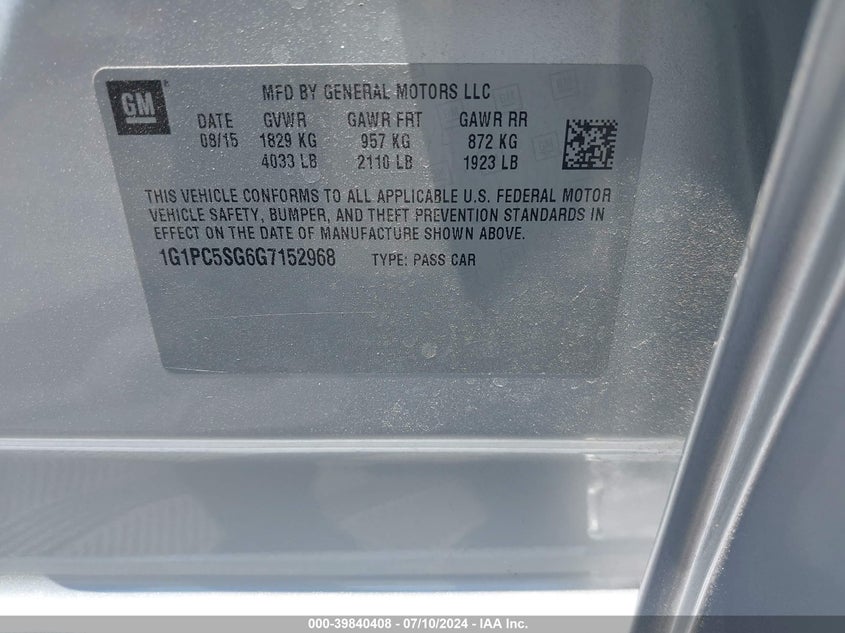 GM
MFD BY GENERAL MOTORS LLC
DATE GVWR GAWR FRT GAWR RR
08/15 1829 KG 957 KG 872 KG
4033 LB 2110 LB 1923 LB
THIS VEHICLE CONFORMS TO ALL APPLICABLE U.S. FEDERAL MOTOR
VEHICLE SAFETY, BUMPER, AND THEFT PREVENTION STANDARDS IN
EFFECT ON THE DATE OF MANUFACTURE SHOWN ABOVE.
1G1PC5SG6G7152968 TYPE: PASS CAR
000-39840408 - 07/10/2024 - IAA Inc.